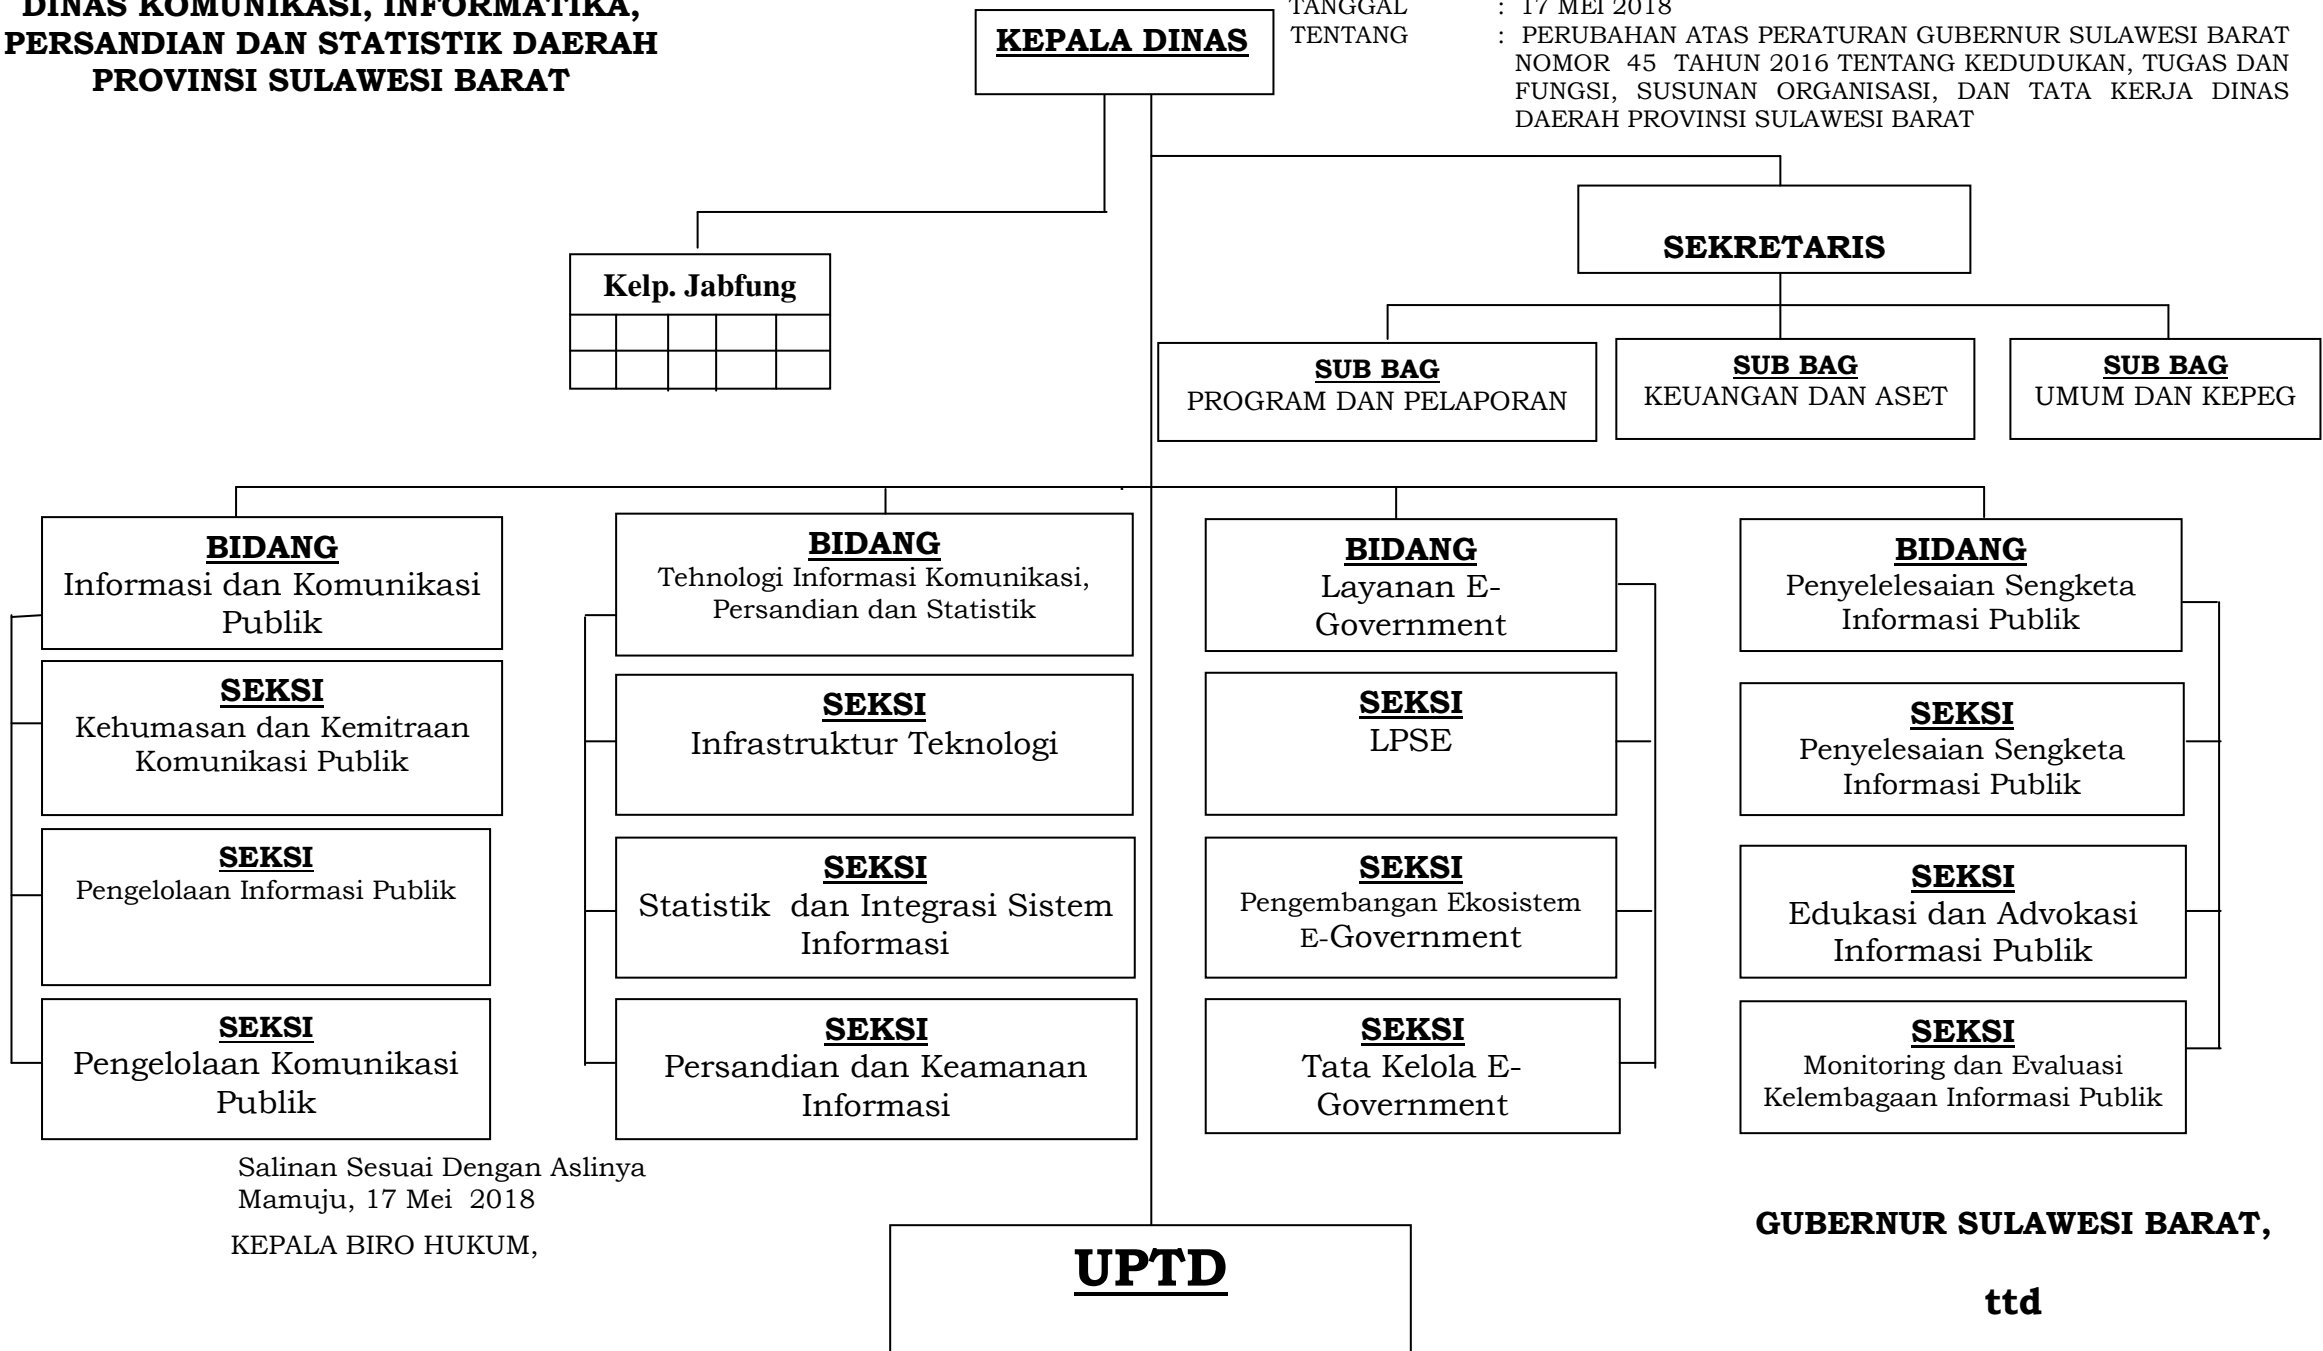 DINAS KOMUNIKASI, INFORMATIKA,
PERSANDIAN DAN STATISTIK DAERAH
PROVINSI SULAWESI BARAT
KEPALA DINAS
TANGGAL : 17 MEI 2018
TENTANG : PERUBAHAN ATAS PERATURAN GUBERNUR SULAWESI BARAT
NOMOR 45 TAHUN 2016 TENTANG KEDUDUKAN, TUGAS DAN
FUNGSI, SUSUNAN ORGANISASI, DAN TATA KERJA DINAS
DAERAH PROVINSI SULAWESI BARAT
SEKRETARIS
Kelp. Jabfung
SUB BAG
PROGRAM DAN PELAPORAN
SUB BAG
KEUANGAN DAN ASET
SUB BAG
UMUM DAN KEPEG
BIDANG
Informasi dan Komunikasi
Publik
SEKSI
Kehumasan dan Kemitraan
Komunikasi Publik
SEKSI
Pengelolaan Informasi Publik
SEKSI
Pengelolaan Komunikasi
Publik
BIDANG
Tehnologi Informasi Komunikasi,
Persandian dan Statistik
SEKSI
Infrastruktur Teknologi
SEKSI
Statistik dan Integrasi Sistem
Informasi
SEKSI
Persandian dan Keamanan
Informasi
BIDANG
Layanan E-
Government
SEKSI
LPSE
SEKSI
Pengembangan Ekosistem
E-Government
SEKSI
Tata Kelola E-
Government
BIDANG
Penyelelesaian Sengketa
Informasi Publik
SEKSI
Penyelesaian Sengketa
Informasi Publik
SEKSI
Edukasi dan Advokasi
Informasi Publik
SEKSI
Monitoring dan Evaluasi
Kelembagaan Informasi Publik
Salinan Sesuai Dengan Aslinya
Mamuju, 17 Mei 2018
KEPALA BIRO HUKUM,
UPTD
GUBERNUR SULAWESI BARAT,
ttd